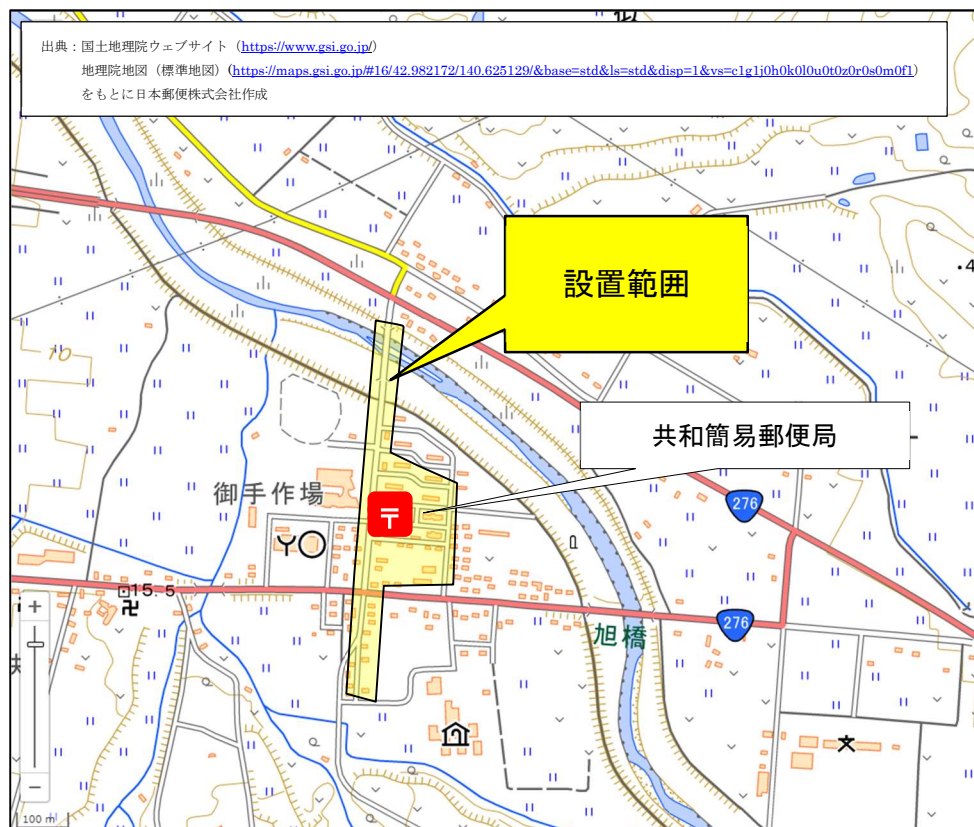 出典：国土地理院ウェブサイト（https://www.gsi.go.jp/）
地理院地図（標準地図）（https://maps.gsi.go.jp/#16/42.982172/140.625129/&base=std&ls=std&disp=1&vs=c1g1j0h0k0l0u0t0z0r0s0m0f1）
をもとに日本郵便株式会社作成
設置範囲
10
共和簡易郵便局
御手作場
〒
276
15.5
276
旭橋
+
−
100 m